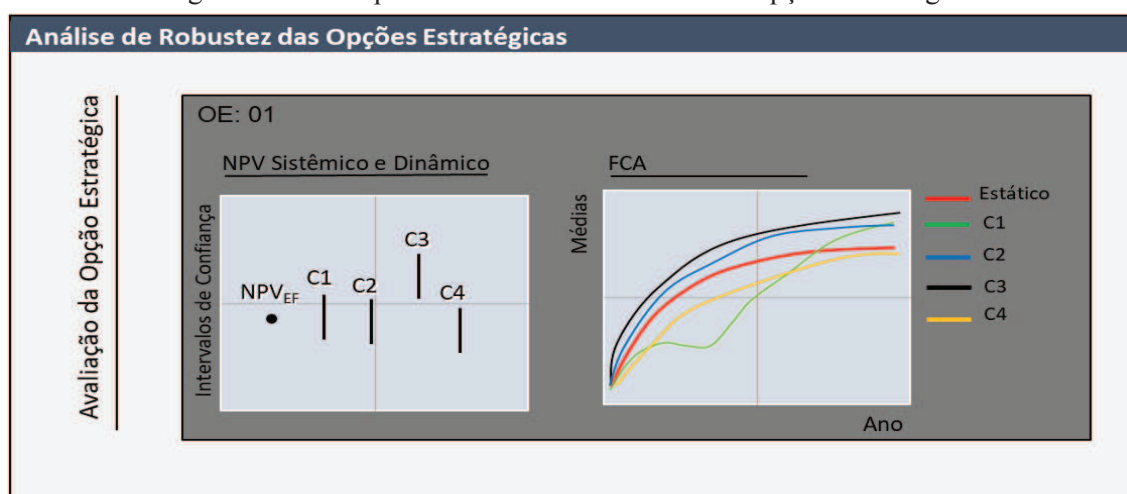 Análise de Robustez das Opções Estratégicas
Avaliação da Opção Estratégica
OE: 01
NPV Sistêmico e Dinâmico
Intervalos de Confiança
NPVEF
C1
C2
C3
C4
FCA
Médias
Ano
Estático
C1
C2
C3
C4